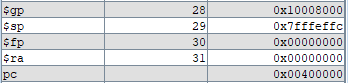 $gp 28 0x10008000
$sp 29 0x7fffeffc
$fp 30 0x00000000
$ra 31 0x00000000
pc 0x00400000